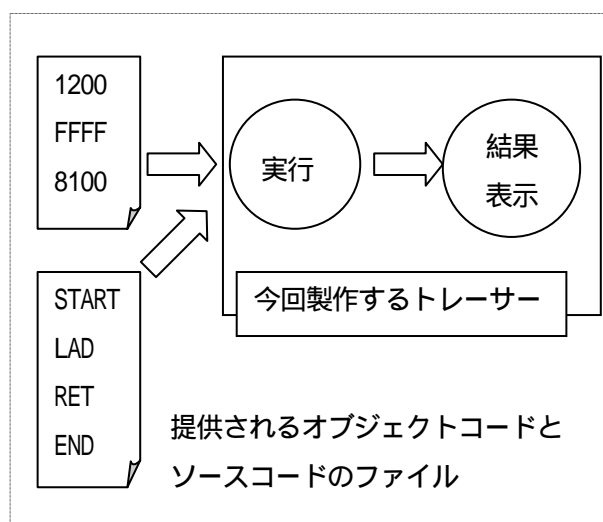 1200
FFFF
8100
実行
結果
表示
今回製作するトレーサー
START
LAD
RET
END
提供されるオブジェクトコードと
ソースコードのファイル